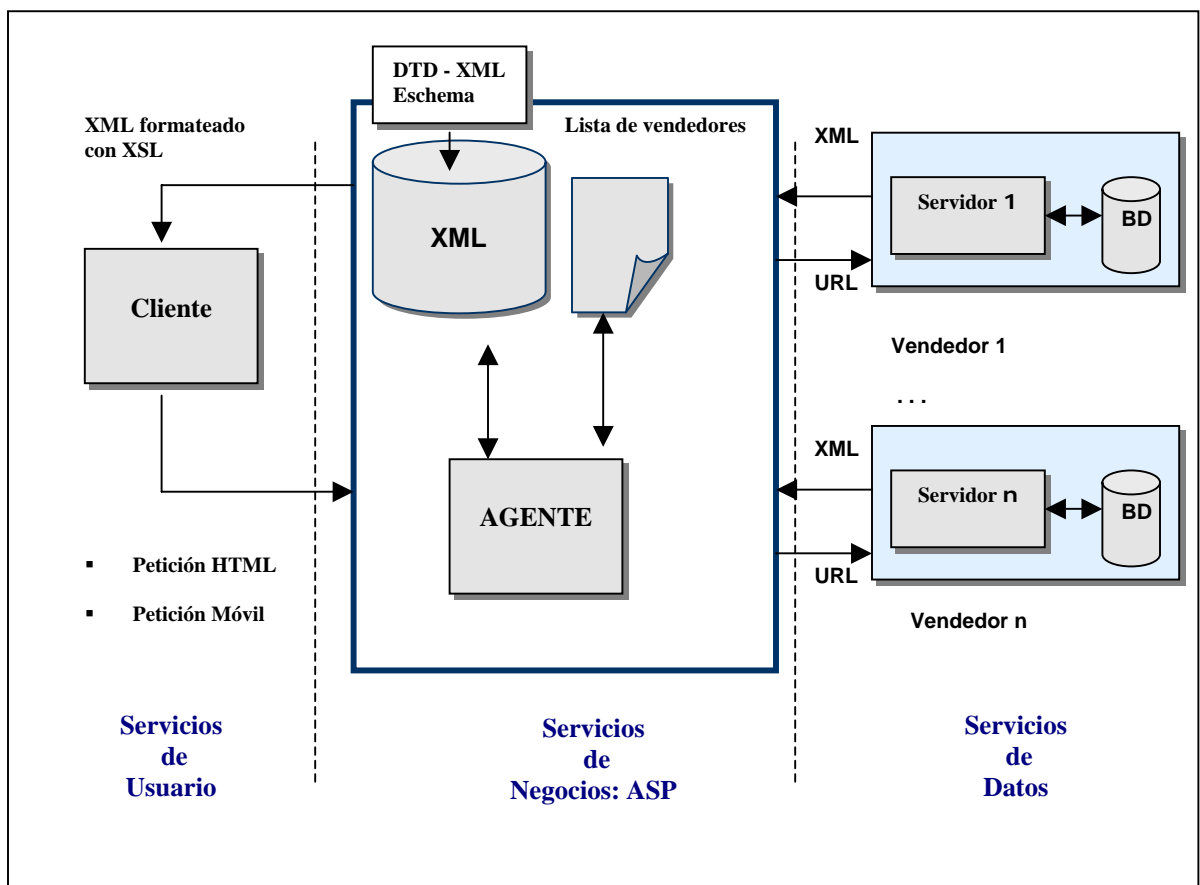 DTD - XML
Eschema
XML formateado
con XSL
Lista de vendedores
XML
Cliente
AGENTE
▪ Petición HTML
▪ Petición Móvil
XML
Servidor 1
BD
URL
Vendedor 1
. . .
XML
Servidor n
BD
URL
Vendedor n
Servicios
de
Usuario
Servicios
de
Negocios: ASP
Servicios
de
Datos